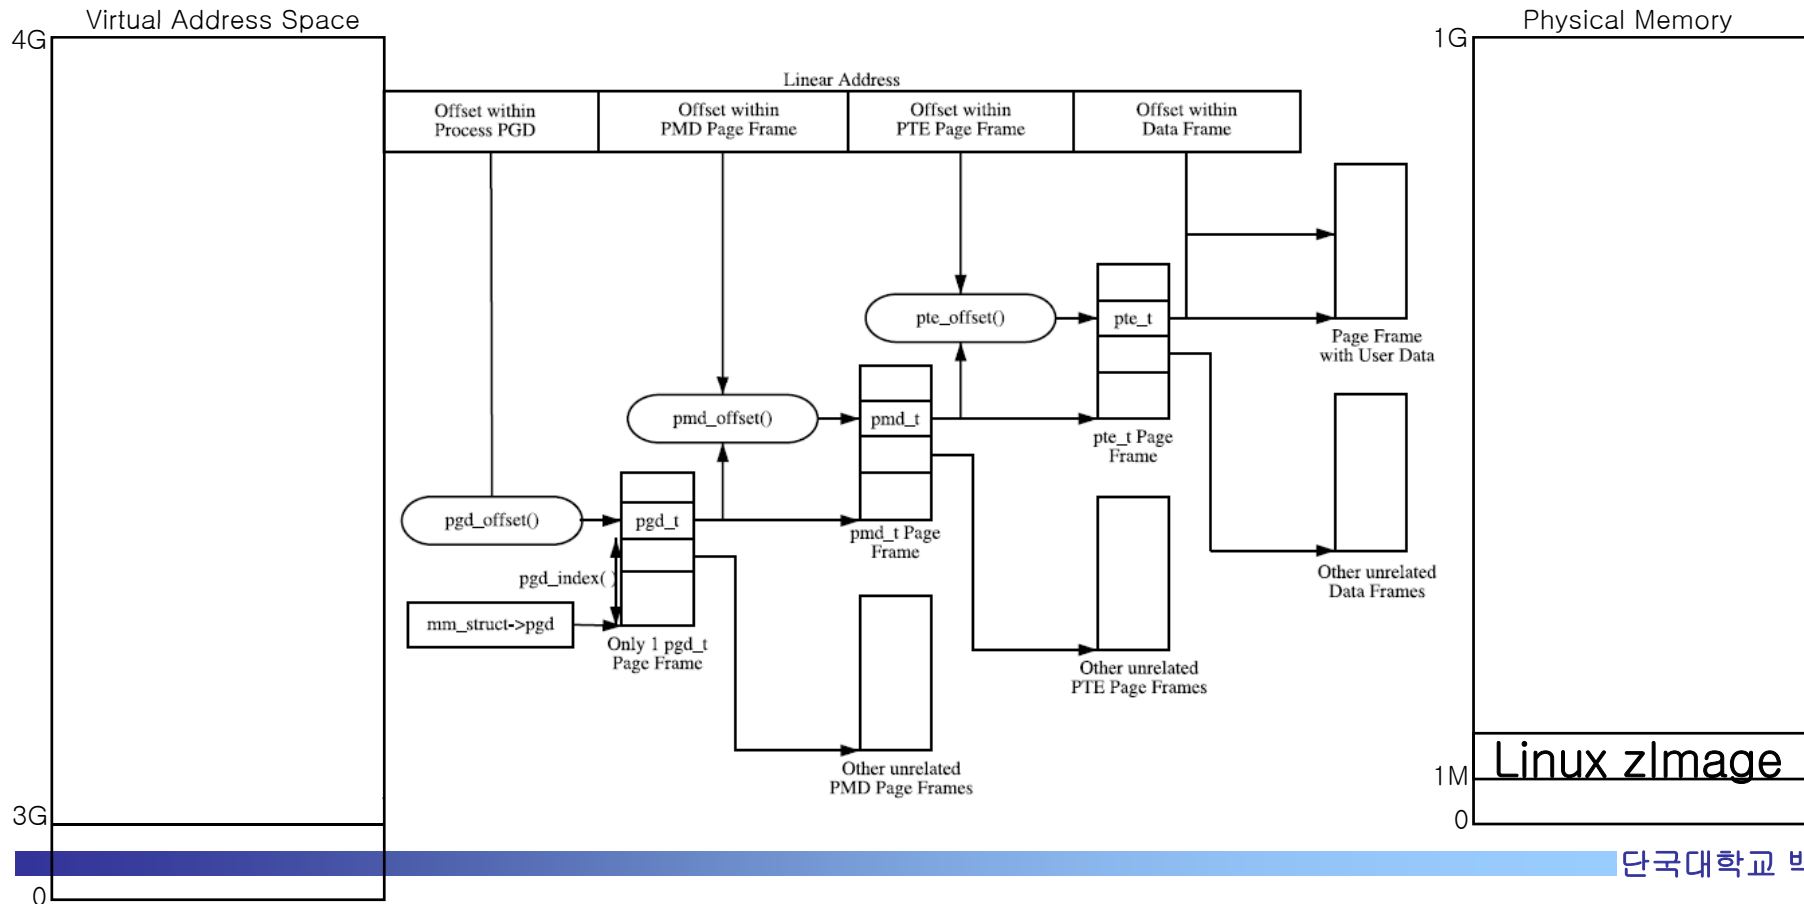 Virtual Address Space
Physical Memory
4G
1G
Linear Address
Offset within
Process PGD
Offset within
PMD Page Frame
Offset within
PTE Page Frame
Offset within
Data Frame
pte_offset()
pte_t
Page Frame
with User Data
pmd_offset()
pmd_t
pte_t Page
Frame
pgd_offset()
pgd_t
pmd_t Page
Frame
pgd_index( )
Other unrelated
Data Frames
mm_struct->pgd
Only 1 pgd_t
Page Frame
Other unrelated
PTE Page Frames
Other unrelated
PMD Page Frames
Linux zImage
1M
3G
0
단국대학교
0